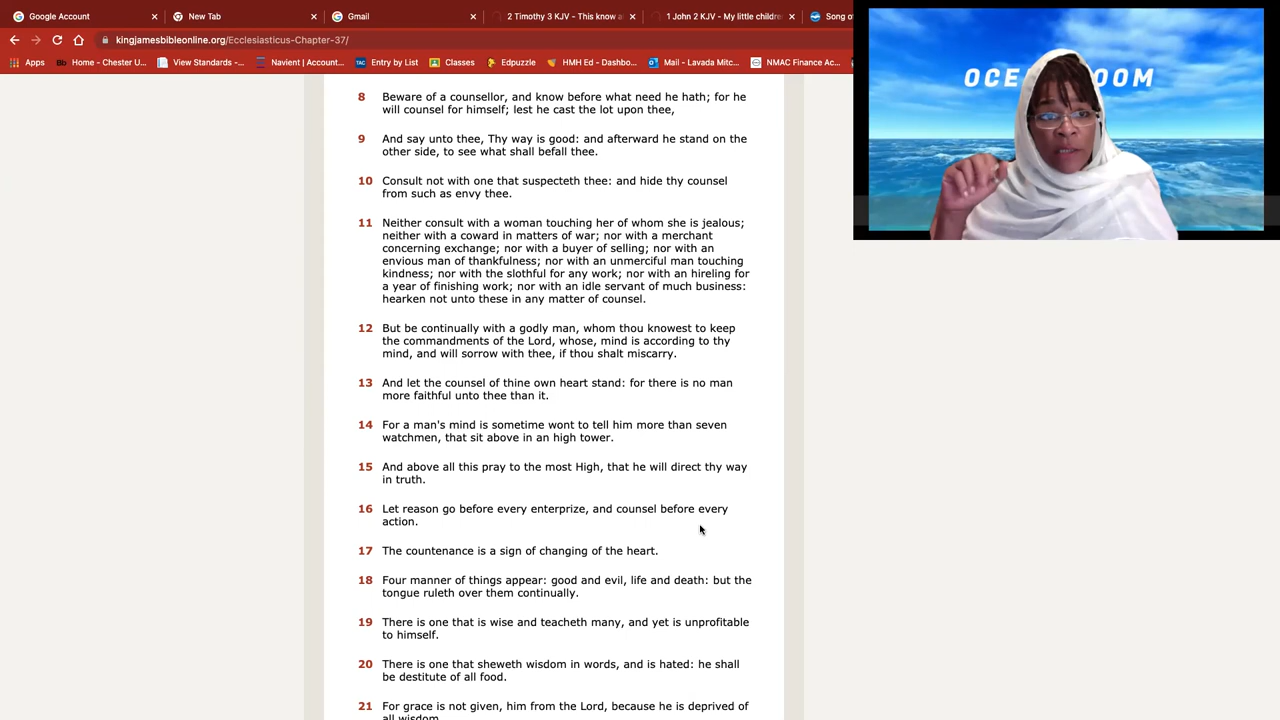 Google Account
New Tab
Gmail
2 Timothy 3 KJV - This know a
1 John 2 KJV - My little childre
Song o
kingjamesbibleonline.org/Ecclesiasticus-Chapter-37/
Apps
Bb Home - Chester U...
View Standards -...
Navient | Account...
TAC Entry by List
Classes
Edpuzzle
HMH Ed - Dashbo...
Mail - Lavada Mitc...
NMAC Finance Ac...
8 Beware of a counsellor, and know before what need he hath; for he
will counsel for himself; lest he cast the lot upon thee,
9 And say unto thee, Thy way is good: and afterward he stand on the
other side, to see what shall befall thee.
10 Consult not with one that suspecteth thee: and hide thy counsel
from such as envy thee.
11 Neither consult with a woman touching her of whom she is jealous;
neither with a coward in matters of war; nor with a merchant
concerning exchange; nor with a buyer of selling; nor with an
envious man of thankfulness; nor with an unmerciful man touching
kindness; nor with the slothful for any work; nor with an hireling for
a year of finishing work; nor with an idle servant of much business:
hearken not unto these in any matter of counsel.
12 But be continually with a godly man, whom thou knowest to keep
the commandments of the Lord, whose, mind is according to thy
mind, and will sorrow with thee, if thou shalt miscarry.
13 And let the counsel of thine own heart stand: for there is no man
more faithful unto thee than it.
14 For a man's mind is sometime wont to tell him more than seven
watchmen, that sit above in an high tower.
15 And above all this pray to the most High, that he will direct thy way
in truth.
16 Let reason go before every enterprize, and counsel before every
action.
17 The countenance is a sign of changing of the heart.
18 Four manner of things appear: good and evil, life and death: but the
tongue ruleth over them continually.
19 There is one that is wise and teacheth many, and yet is unprofitable
to himself.
20 There is one that sheweth wisdom in words, and is hated: he shall
be destitute of all food.
21 For grace is not given, him from the Lord, because he is deprived of
all wisdom